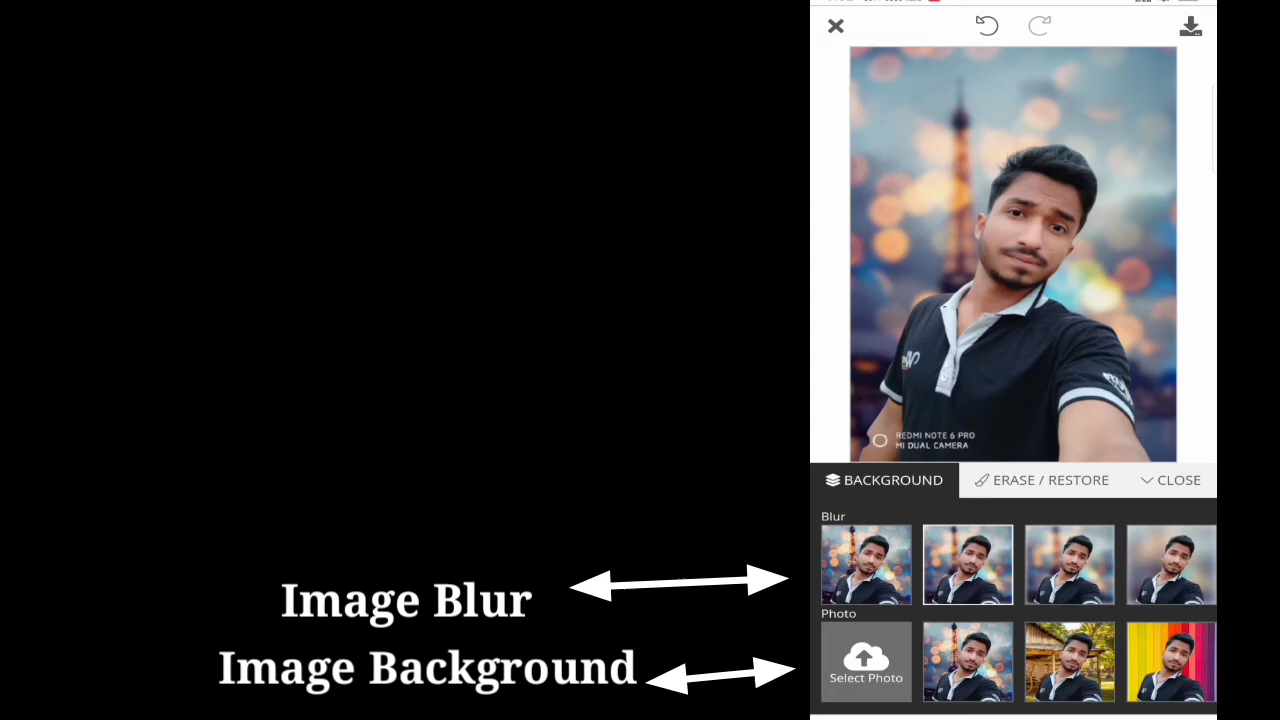 BACKGROUND
ERASE / RESTORE
CLOSE
REDMI NOTE 6 PRO
MI DUAL CAMERA
Blur
Photo
Select Photo
Image Blur
Image Background